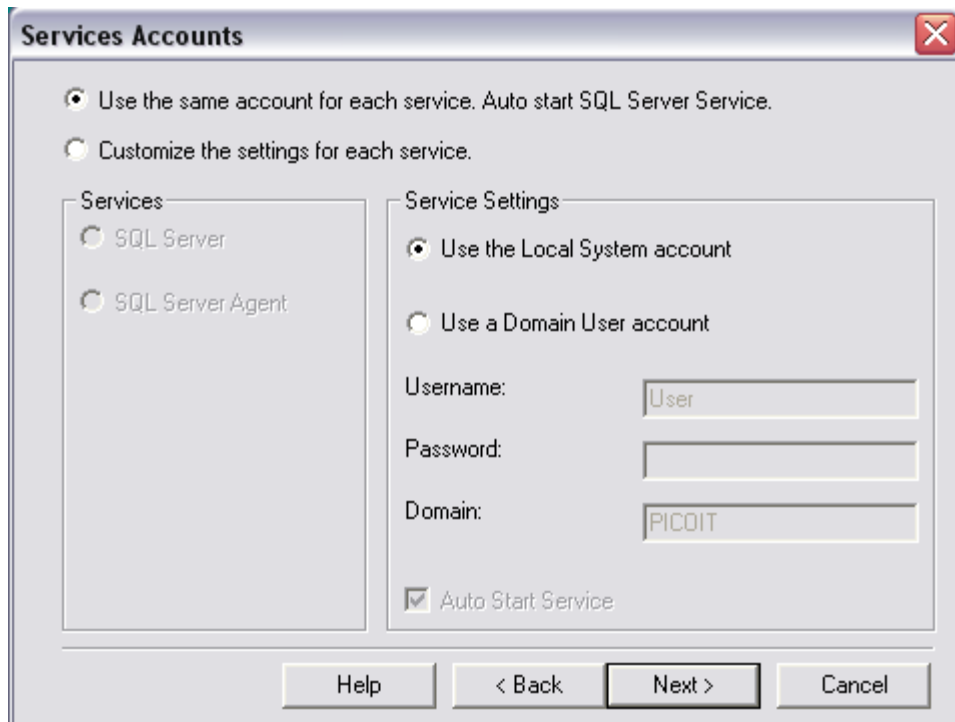 Services Accounts
Use the same account for each service. Auto start SQL Server Service.
Customize the settings for each service.
Services
SQL Server
SQL Server Agent
Service Settings
Use the Local System account
Use a Domain User account
Username:
User
Password:
Domain:
PICOIT
Auto Start Service
Help
< Back
Next >
Cancel